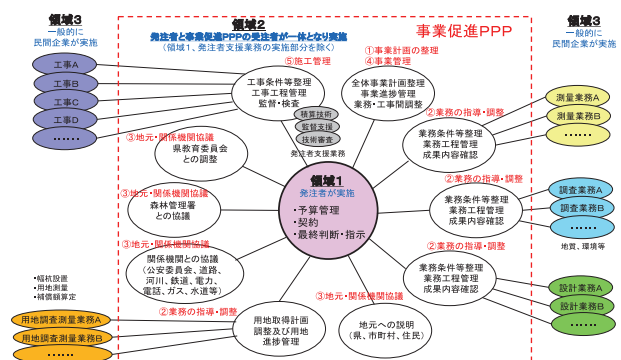 領域3
一般的に
民間企業が実施
工事A
工事B
工事C
工事D
……
領域2
発注者と事業促進PPPの受注者が一体となり実施
（領域1、発注者支援業務の実施部分を除く）
事業促進PPP
領域3
一般的に
民間企業が実施
⑤施工管理
工事条件等整理
工事工程管理
監督・検査
①事業計画の整理
④事業管理
全体事業計画整理
事業進捗管理
業務・工事間調整
積算技術
監督支援
技術審査
発注者支援業務
②業務の指導・調整
業務条件等整理
業務工程管理
成果内容確認
測量業務A
測量業務B
……
③地元・関係機関協議
県教育委員会
との調整
③地元・関係機関協議
森林管理署
との協議
領域1
発注者が実施
・予算管理
・契約
・最終判断・指示
②業務の指導・調整
業務条件等整理
業務工程管理
成果内容確認
調査業務A
調査業務B
……
地質、環境等
③地元・関係機関協議
関係機関との協議
（公安委員会、道路、
河川、鉄道、電力、
電話、ガス、水道等）
②業務の指導・調整
業務条件等整理
業務工程管理
成果内容確認
設計業務A
設計業務B
……
・幅杭設置
・用地測量
・補償額算定
用地調査測量業務A
用地調査測量業務B
……
②業務の指導・調整
用地取得計画
調整及び用地
進捗管理
③地元・関係機関協議
地元への説明
（県、市町村、住民）